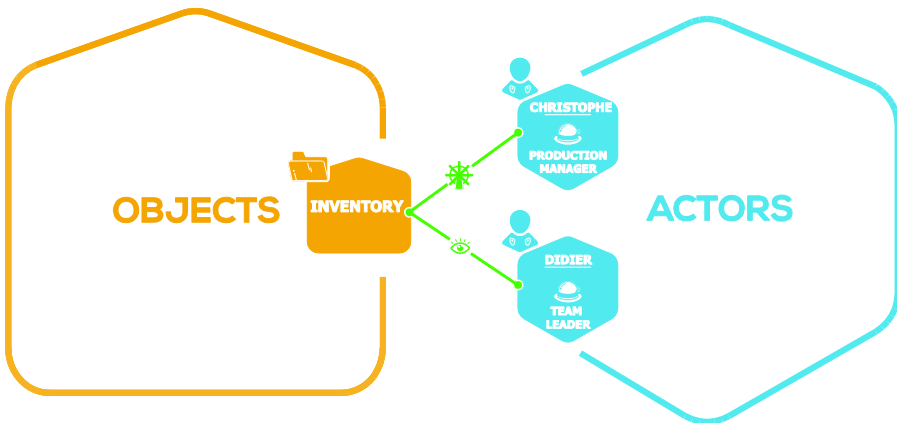 OBJECTS
INVENTORY
CHRISTOPHE
PRODUCTION
MANAGER
ACTORS
DIDIER
TEAM
LEADER